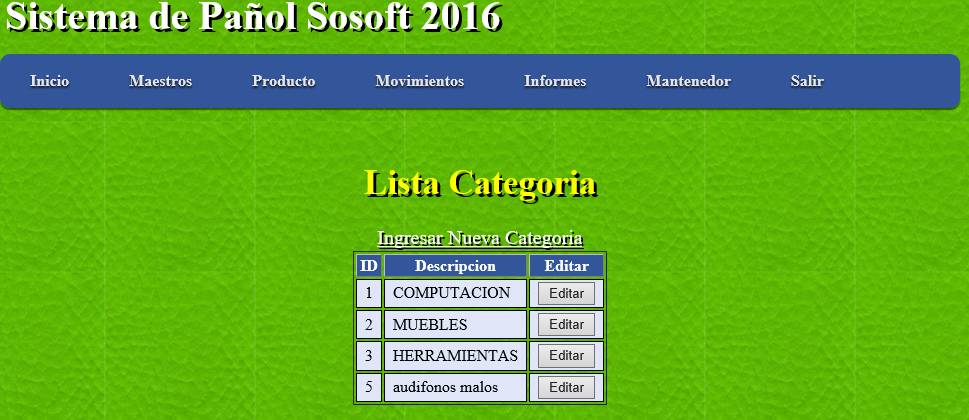 Sistema de Pañol Sosoft 2016
Inicio Maestros Producto Movimientos Informes Mantenedor Salir
Lista Categoria
Ingresar Nueva Categoria
ID Descripcion Editar
1 COMPUTACION Editar
2 MUEBLES Editar
3 HERRAMIENTAS Editar
5 audifonos malos Editar